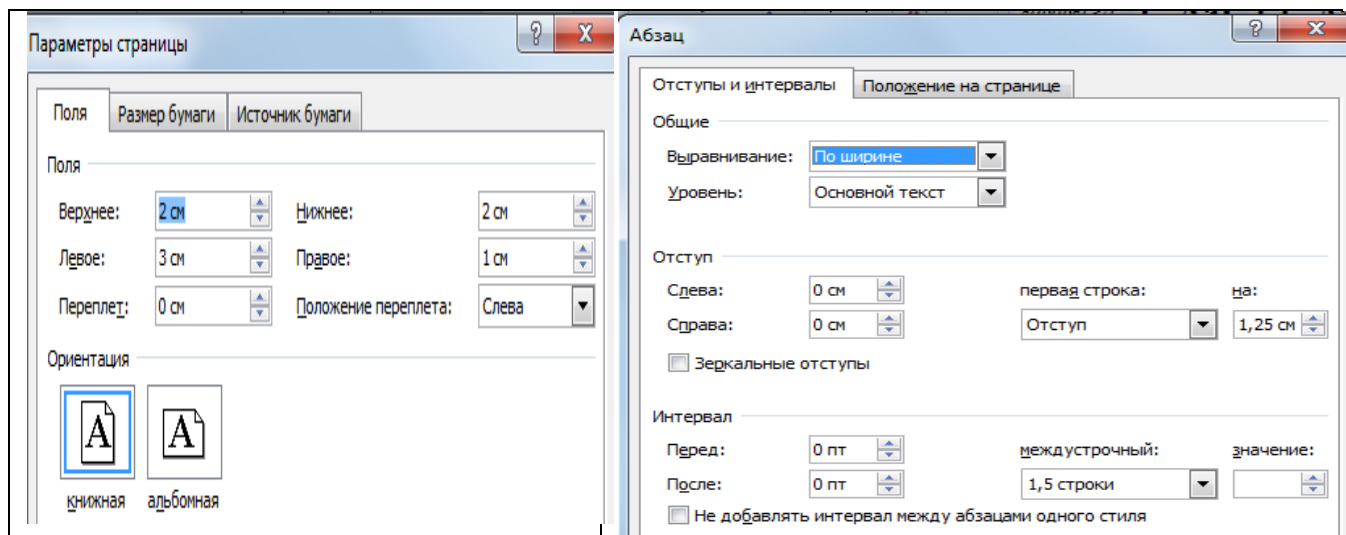 Параметры страницы
Поля Размер бумаги Источник бумаги
Поля
Верхнее: 2 см Нижнее: 2 см
Левое: 3 см Правое: 1 см
Переплет: 0 см Положение переплета: Слева
Ориентация
A A
книжная альбомная
Абзац
Отступы и интервалы Положение на странице
Общие
Выравнивание: По ширине
Уровень: Основной текст
Отступ
Слева: 0 см первая строка: на:
Справа: 0 см Отступ 1,25 см
Зеркальные отступы
Интервал
Перед: 0 пт междустрочный: значение:
После: 0 пт 1,5 строки
Не добавлять интервал между абзацами одного стиля